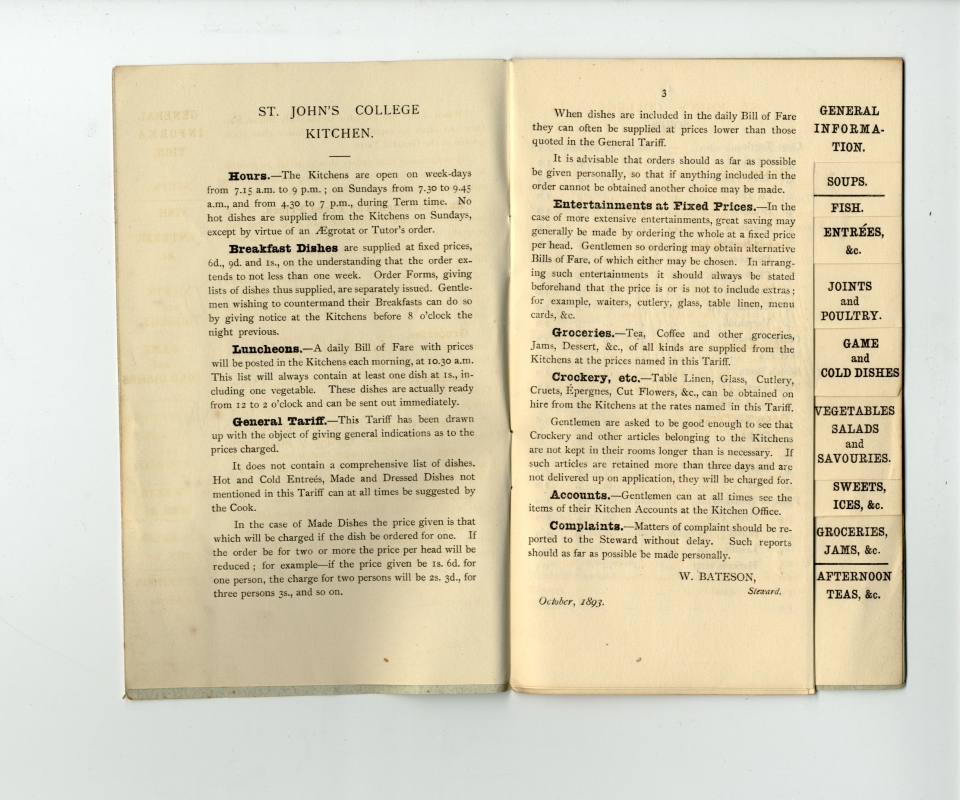 ST. JOHN'S COLLEGE
KITCHEN.
Hours.—The Kitchens are open on week-days
from 7.15 a.m. to 9 p.m.; on Sundays from 7.30 to 9.45
a.m., and from 4.30 to 7 p.m., during Term time. No
hot dishes are supplied from the Kitchens on Sundays,
except by virtue of an Ægrotat or Tutor's order.
Breakfast Dishes are supplied at fixed prices,
6d., 9d. and 1s., on the understanding that the order ex-
tends to not less than one week. Order Forms, giving
lists of dishes thus supplied, are separately issued. Gentle-
men wishing to countermand their Breakfasts can do so
by giving notice at the Kitchens before 8 o'clock the
night previous.
Luncheons.—A daily Bill of Fare with prices
will be posted in the Kitchens each morning, at 10.30 a.m.
This list will always contain at least one dish at 1s., in-
cluding one vegetable. These dishes are actually ready
from 12 to 2 o'clock and can be sent out immediately.
General Tariff.—This Tariff has been drawn
up with the object of giving general indications as to the
prices charged.
It does not contain a comprehensive list of dishes.
Hot and Cold Entreés, Made and Dressed Dishes not
mentioned in this Tariff can at all times be suggested by
the Cook.
In the case of Made Dishes the price given is that
which will be charged if the dish be ordered for one. If
the order be for two or more the price per head will be
reduced; for example—if the price given be 1s. 6d. for
one person, the charge for two persons will be 2s. 3d., for
three persons 3s., and so on.
3
When dishes are included in the daily Bill of Fare
they can often be supplied at prices lower than those
quoted in the General Tariff.
It is advisable that orders should as far as possible
be given personally, so that if anything included in the
order cannot be obtained another choice may be made.
Entertainments at Fixed Prices.—In the
case of more extensive entertainments, great saving may
generally be made by ordering the whole at a fixed price
per head. Gentlemen so ordering may obtain alternative
Bills of Fare, of which either may be chosen. In arrang-
ing such entertainments it should always be stated
beforehand that the price is or is not to include extras;
for example, waiters, cutlery, glass, table linen, menu
cards, &c.
Groceries.—Tea, Coffee and other groceries,
Jams, Dessert, &c., of all kinds are supplied from the
Kitchens at the prices named in this Tariff.
Crockery, etc.—Table Linen, Glass, Cutlery,
Cruets, Épergnes, Cut Flowers, &c., can be obtained on
hire from the Kitchens at the rates named in this Tariff.
Gentlemen are asked to be good enough to see that
Crockery and other articles belonging to the Kitchens
are not kept in their rooms longer than is necessary. If
such articles are retained more than three days and are
not delivered up on application, they will be charged for.
Accounts.—Gentlemen can at all times see the
items of their Kitchen Accounts at the Kitchen Office.
Complaints.—Matters of complaint should be re-
ported to the Steward without delay. Such reports
should as far as possible be made personally.
W. BATESON,
Steward.
October, 1893.
GENERAL
INFORMA-
TION.
SOUPS.
FISH.
ENTRÉES,
&c.
JOINTS
and
POULTRY.
GAME
and
COLD DISHES
VEGETABLES
SALADS
and
SAVOURIES.
SWEETS,
ICES, &c.
GROCERIES,
JAMS, &c.
AFTERNOON
TEAS, &c.